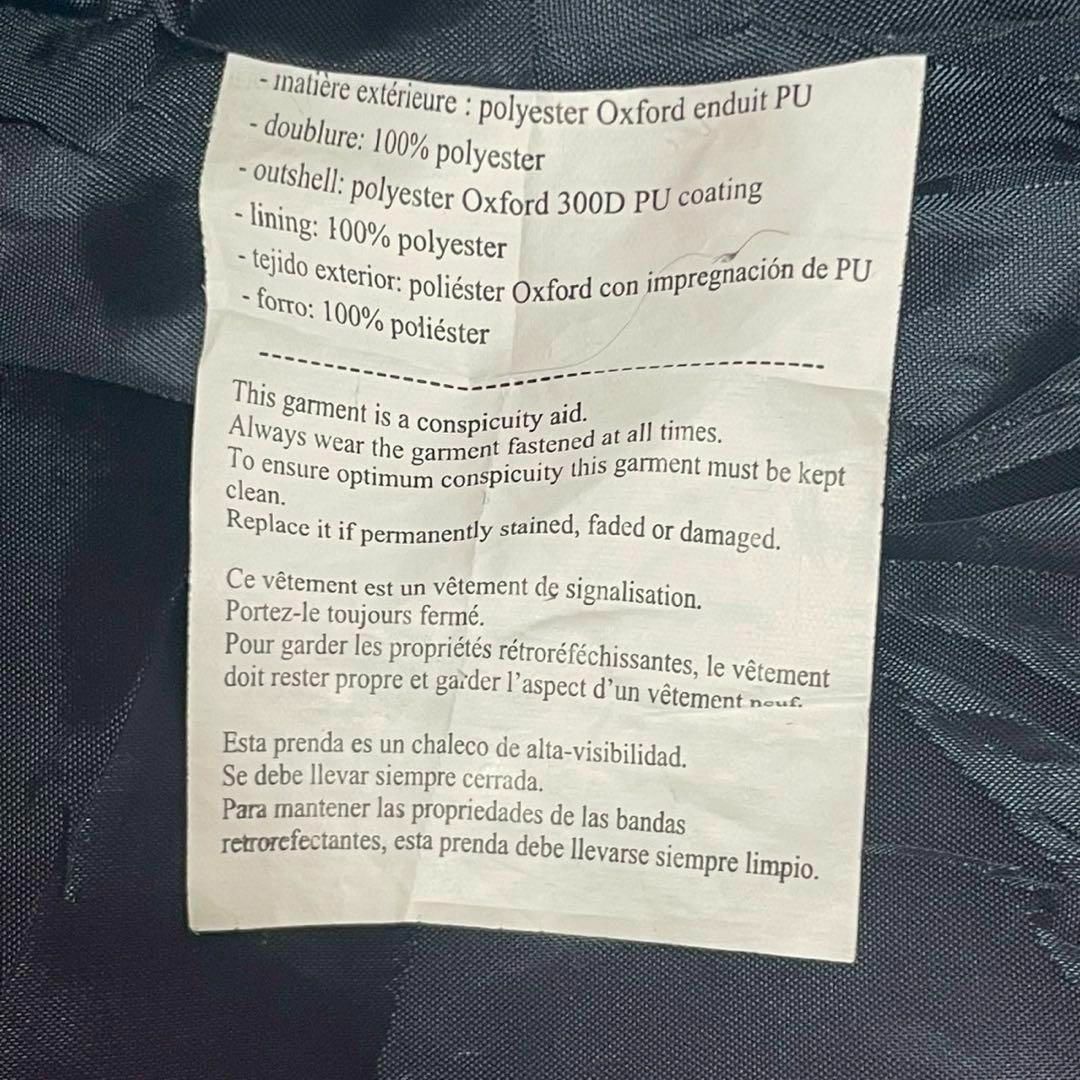 - matière extérieure : polyester Oxford enduit PU
- doublure: 100% polyester
- outshell: polyester Oxford 300D PU coating
- lining: 100% polyester
- tejido exterior: poliéster Oxford con impregnación de PU
- forro: 100% poliéster
This garment is a conspicuity aid.
Always wear the garment fastened at all times.
To ensure optimum conspicuity this garment must be kept
clean.
Replace it if permanently stained, faded or damaged.
Ce vêtement est un vêtement de signalisation.
Portez-le toujours fermé.
Pour garder les propriétés rétroréféchissantes, le vêtement
doit rester propre et garder l'aspect d'un vêtement neuf.
Esta prenda es un chaleco de alta-visibilidad.
Se debe llevar siempre cerrada.
Para mantener las propriedades de las bandas
retrorefectantes, esta prenda debe llevarse siempre limpio.